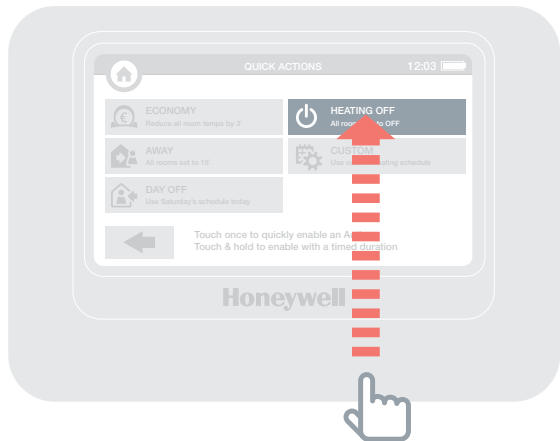 QUICK ACTIONS 12:03
ECONOMY
Reduce all room temps by 3°
HEATING OFF
All room to OFF
AWAY
All rooms set to 15°
CUSTOM
Use schedule
DAY OFF
Use Saturday's schedule today
Touch once to quickly enable an
Touch & hold to enable with a timed duration
Honeywell